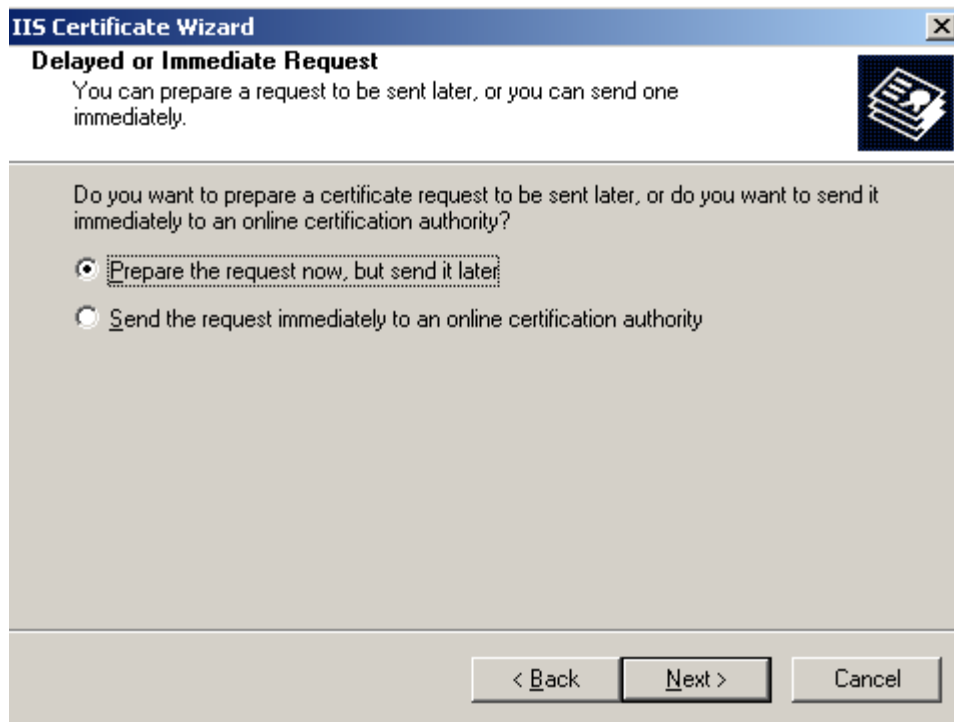 IIS Certificate Wizard
Delayed or Immediate Request
You can prepare a request to be sent later, or you can send one
immediately.
Do you want to prepare a certificate request to be sent later, or do you want to send it
immediately to an online certification authority?
Prepare the request now, but send it later
Send the request immediately to an online certification authority
< Back
Next >
Cancel